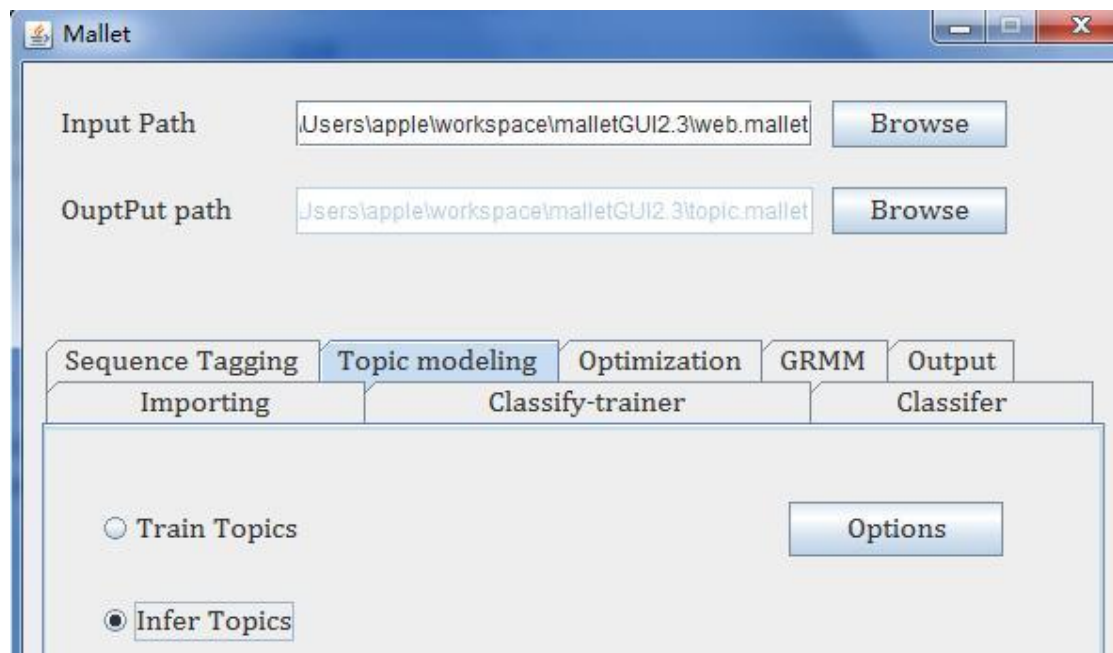 Mallet
Input Path \Users\apple\workspace\malletGUI2.3\web.mallet Browse
OuptPut path Users\apple\workspace\malletGUI2.3\topic.mallet Browse
Sequence Tagging Topic modeling Optimization GRMM Output
Importing Classify-trainer Classifer
Train Topics Options
Infer Topics